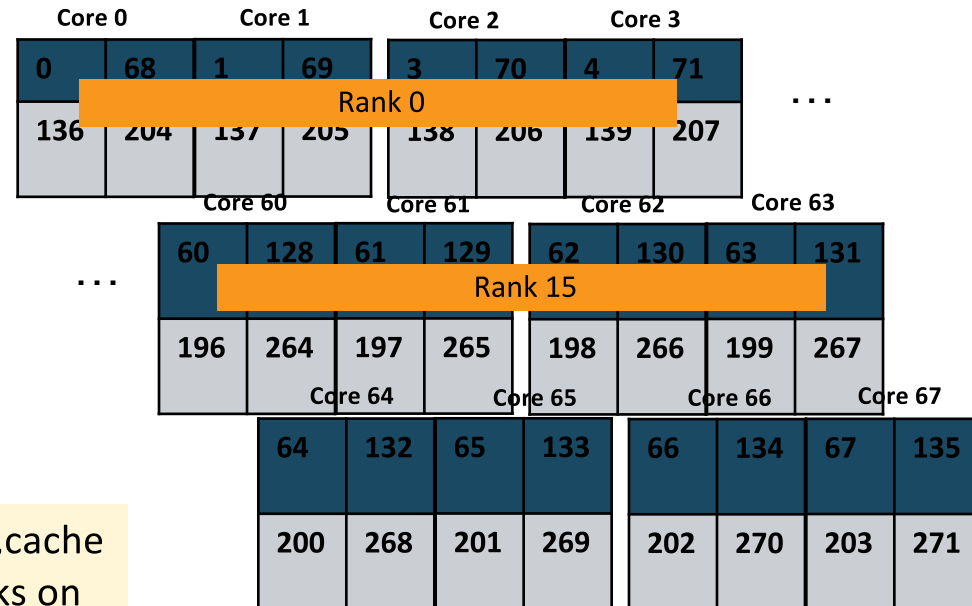 Core 0 Core 1 Core 2 Core 3
0 68 1 69 3 70 4 71
Rank 0
...
136 204 137 205 138 206 139 207
Core 60 Core 61 Core 62 Core 63
60 128 61 129 62 130 63 131
...
Rank 15
196 264 197 265 198 266 199 267
Core 64 Core 65 Core 66 Core 67
64 132 65 133 66 134 67 135
200 268 201 269 202 270 203 271
cache
ks on